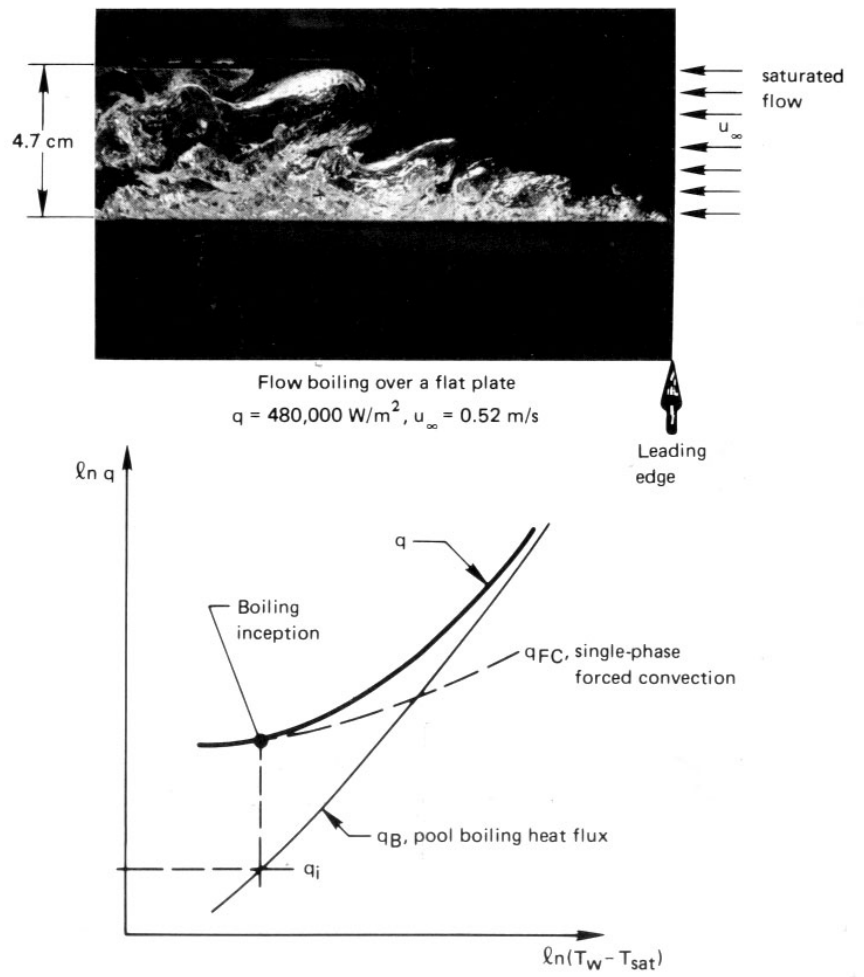 saturated
flow
u∞
4.7 cm
Flow boiling over a flat plate
q = 480,000 W/m², u∞ = 0.52 m/s
Leading
edge
ℓn q
q
Boiling
inception
qFC, single-phase
forced convection
qB, pool boiling heat flux
qi
ℓn(Tw – Tsat)